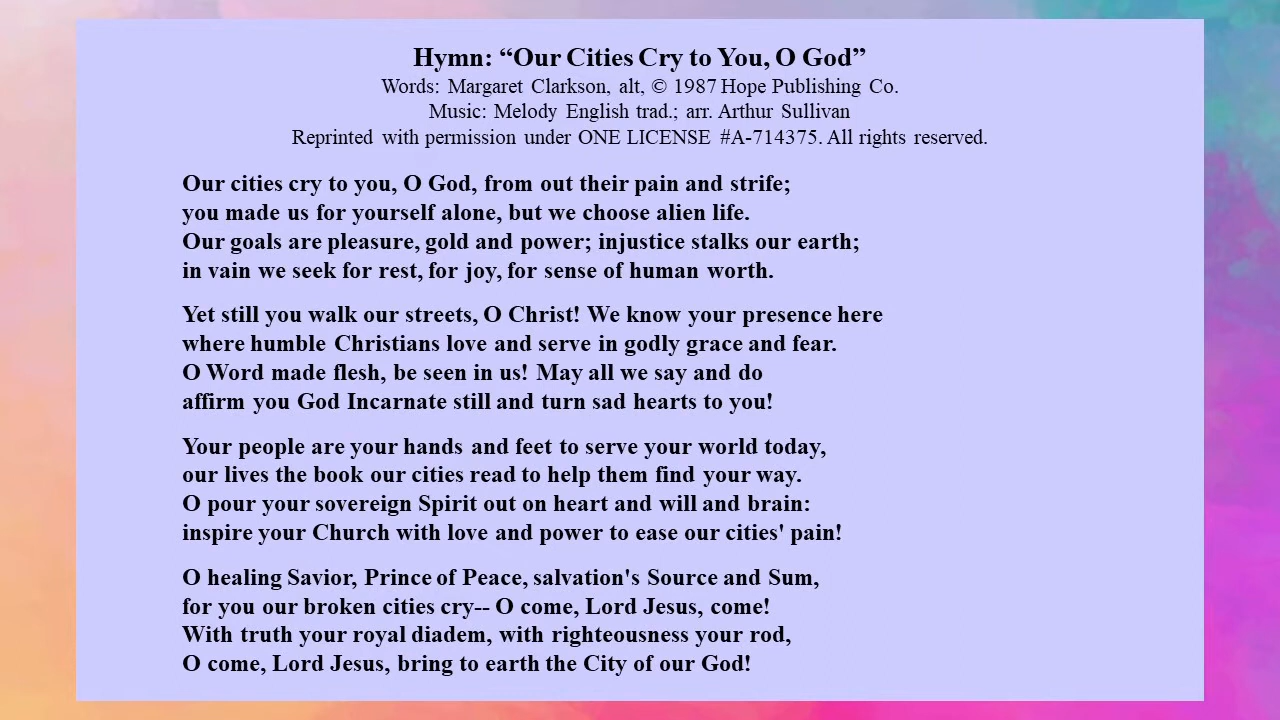 Hymn: “Our Cities Cry to You, O God”
Words: Margaret Clarkson, alt, © 1987 Hope Publishing Co.
Music: Melody English trad.; arr. Arthur Sullivan
Reprinted with permission under ONE LICENSE #A-714375. All rights reserved.
Our cities cry to you, O God, from out their pain and strife;
you made us for yourself alone, but we choose alien life.
Our goals are pleasure, gold and power; injustice stalks our earth;
in vain we seek for rest, for joy, for sense of human worth.
Yet still you walk our streets, O Christ! We know your presence here
where humble Christians love and serve in godly grace and fear.
O Word made flesh, be seen in us! May all we say and do
affirm you God Incarnate still and turn sad hearts to you!
Your people are your hands and feet to serve your world today,
our lives the book our cities read to help them find your way.
O pour your sovereign Spirit out on heart and will and brain:
inspire your Church with love and power to ease our cities' pain!
O healing Savior, Prince of Peace, salvation's Source and Sum,
for you our broken cities cry-- O come, Lord Jesus, come!
With truth your royal diadem, with righteousness your rod,
O come, Lord Jesus, bring to earth the City of our God!